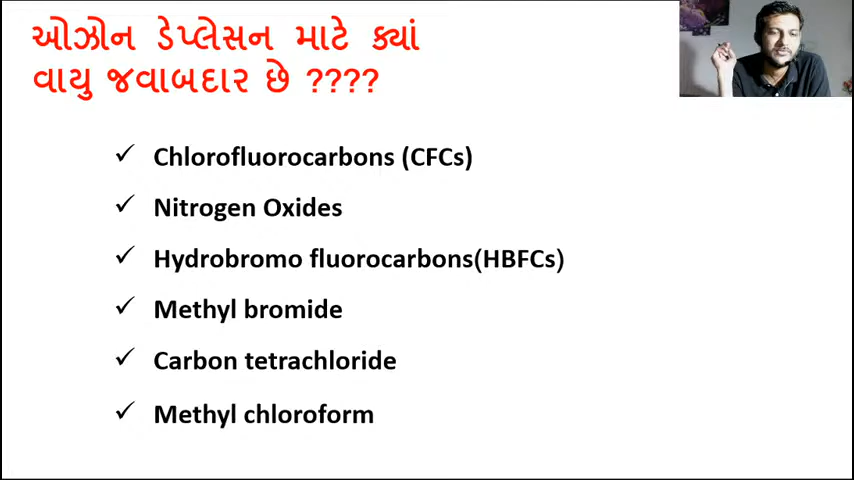 ઓઝોન ડેપ્લેસન માટે ક્યાં
વાયુ જવાબદાર છે ????
✓ Chlorofluorocarbons (CFCs)
✓ Nitrogen Oxides
✓ Hydrobromo fluorocarbons(HBFCs)
✓ Methyl bromide
✓ Carbon tetrachloride
✓ Methyl chloroform